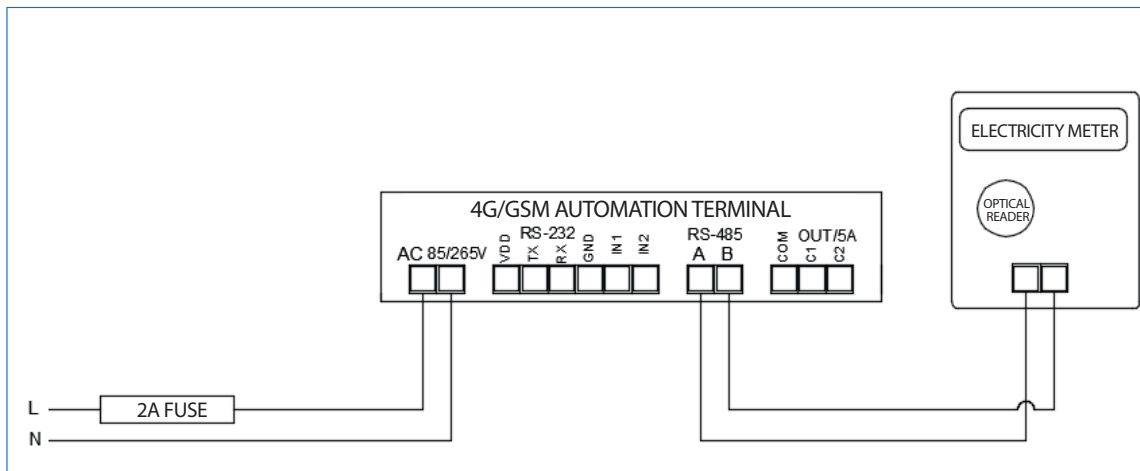 ELECTRICITY METER
OPTICAL
READER
4G/GSM AUTOMATION TERMINAL
RS-232
RS-485
OUT/5A
AC 85/265V
VDD
TX
RX
GND
IN1
IN2
A B
COM
C1
C2
L
2A FUSE
N